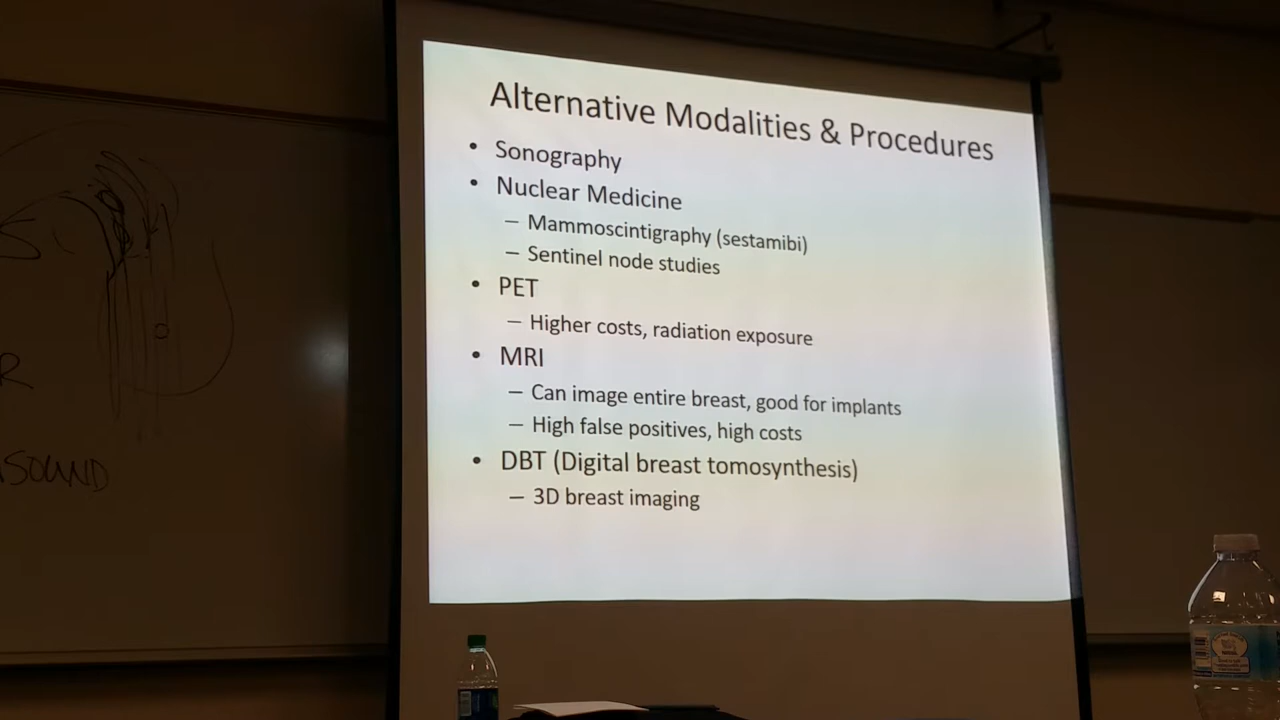 Alternative Modalities & Procedures
• Sonography
• Nuclear Medicine
– Mammoscintigraphy (sestamibi)
– Sentinel node studies
• PET
– Higher costs, radiation exposure
• MRI
– Can image entire breast, good for implants
– High false positives, high costs
• DBT (Digital breast tomosynthesis)
– 3D breast imaging
S
R
SOUND